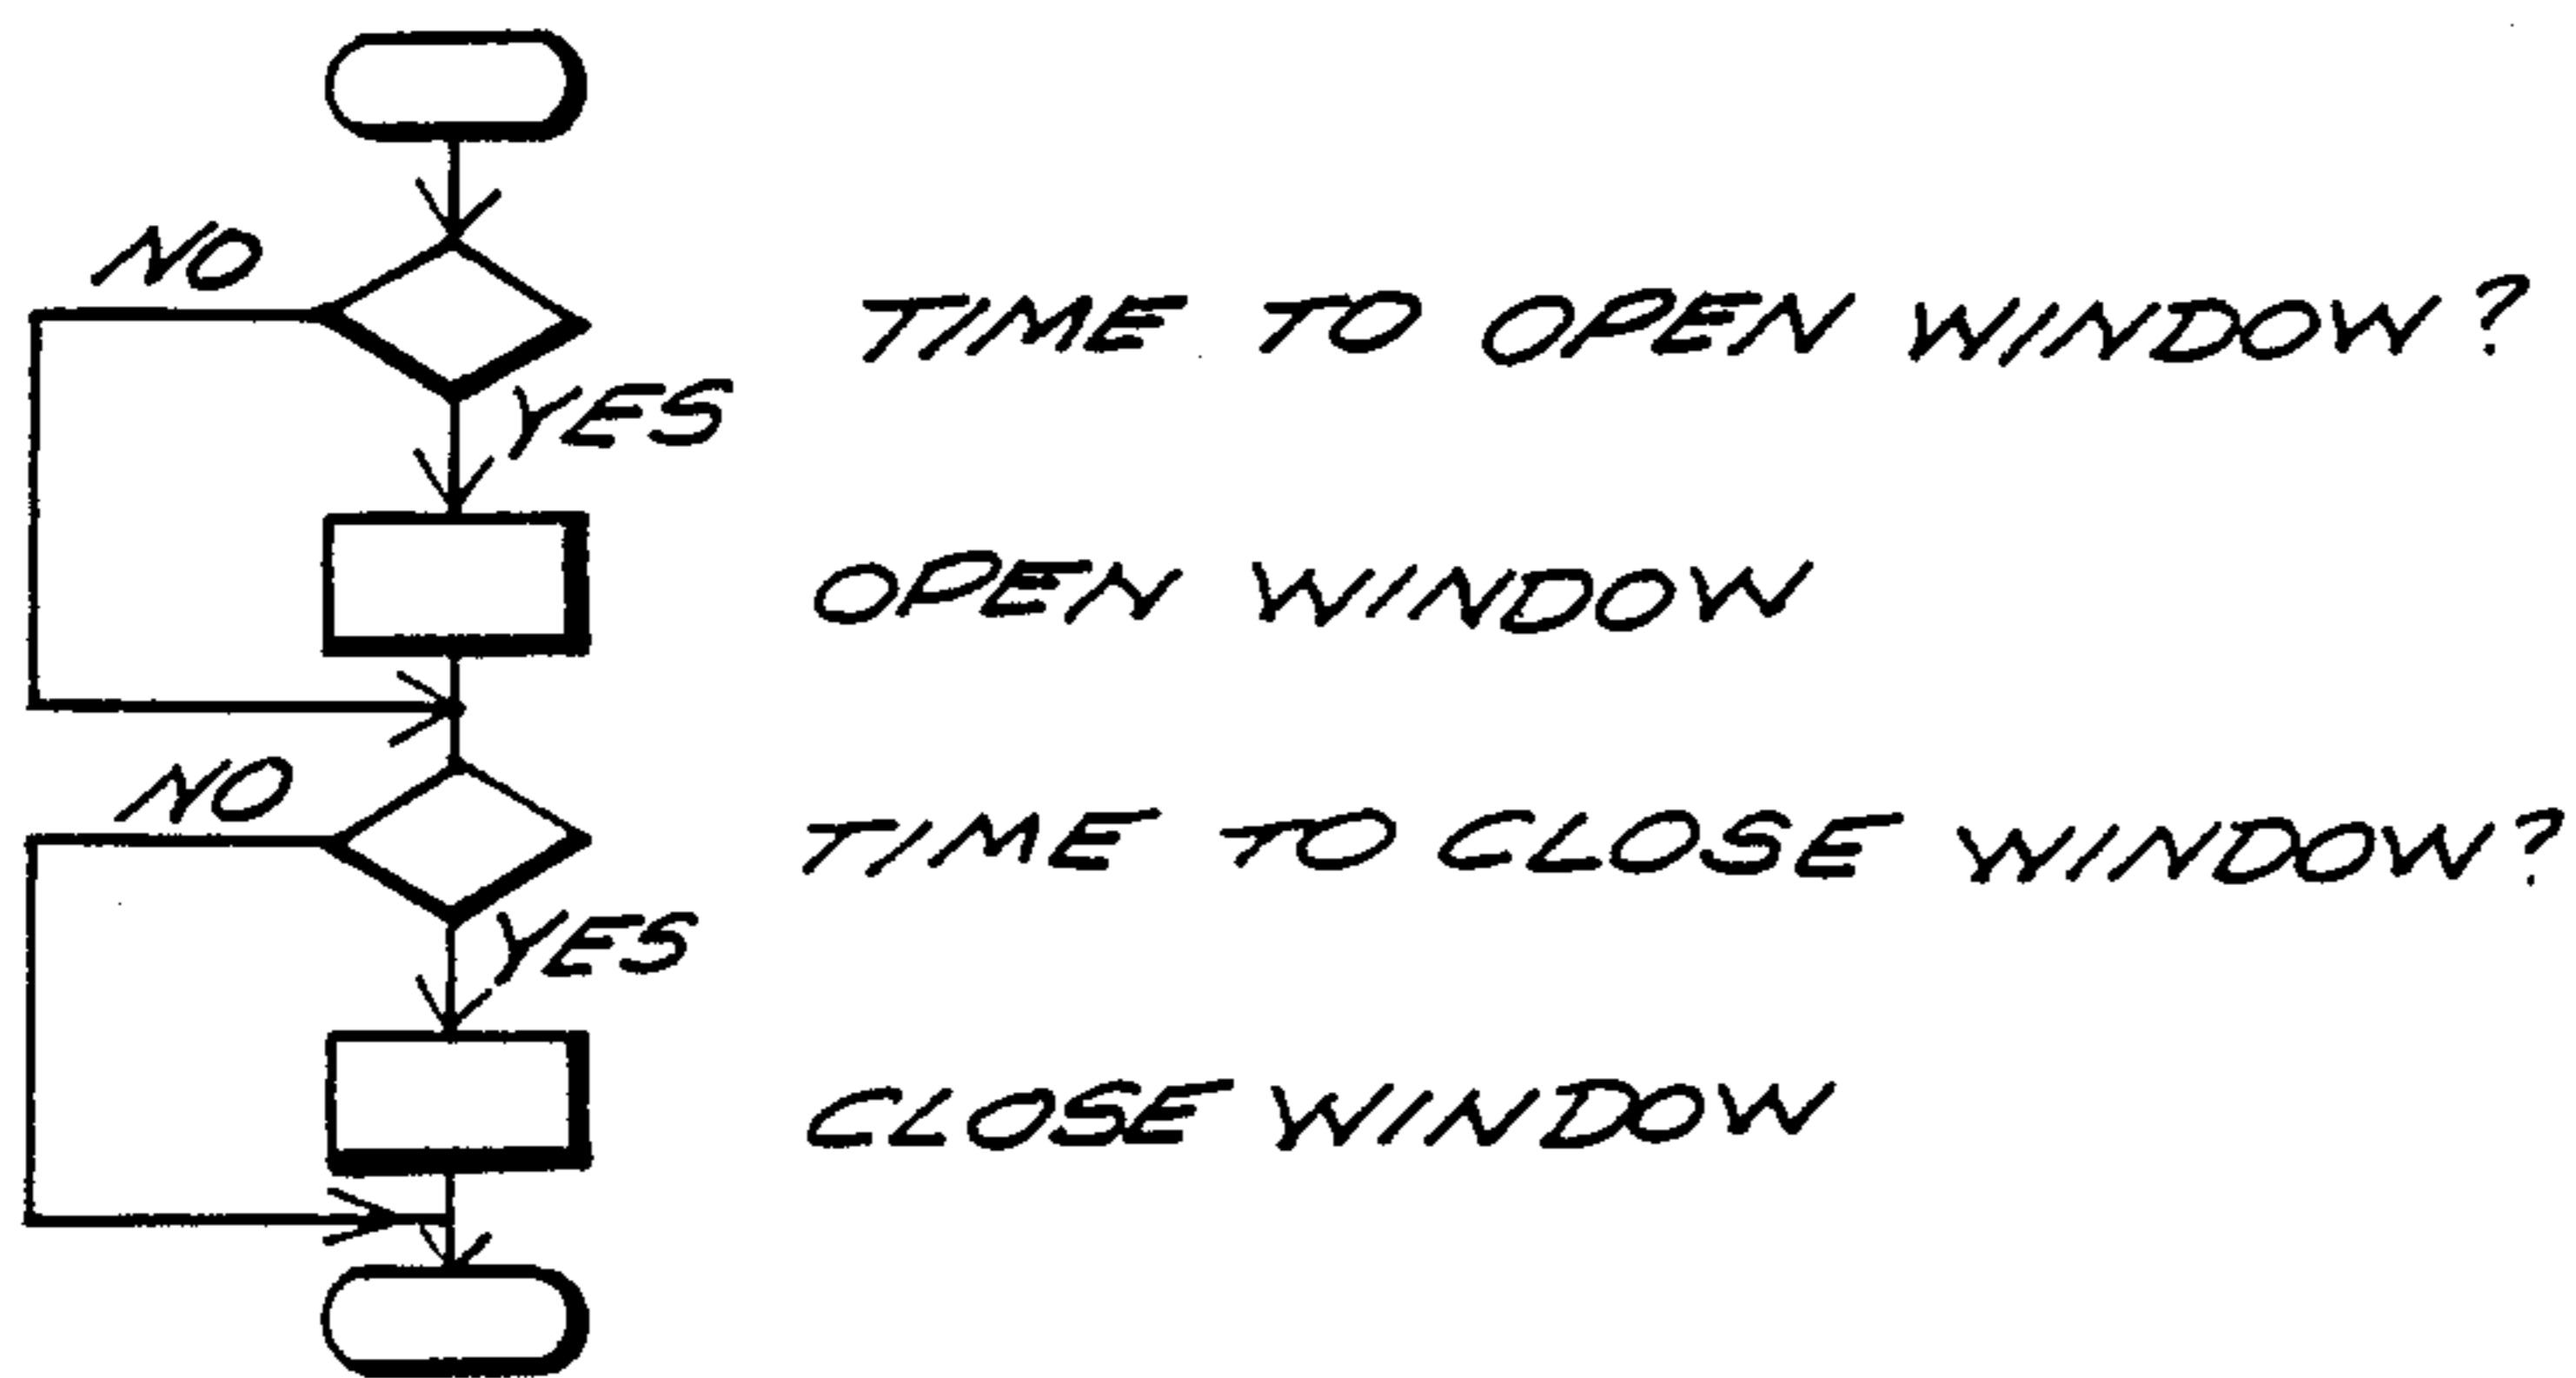 NO
TIME TO OPEN WINDOW?
YES
OPEN WINDOW
NO
TIME TO CLOSE WINDOW?
YES
CLOSE WINDOW